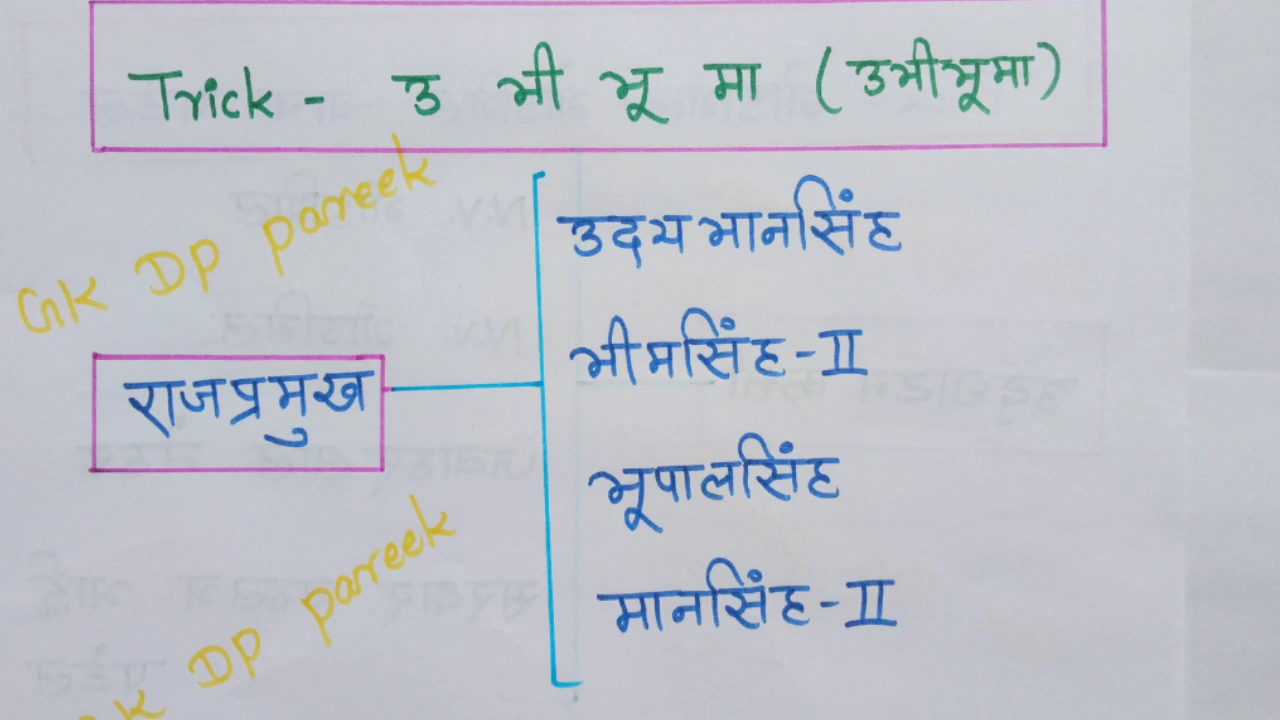 Trick - उ भी भू मा (उभीभूमा)
GK DP pareek
उदयभानसिंह
भीमसिंह-II
राजप्रमुख
भूपालसिंह
मानसिंह-II
DP pareek